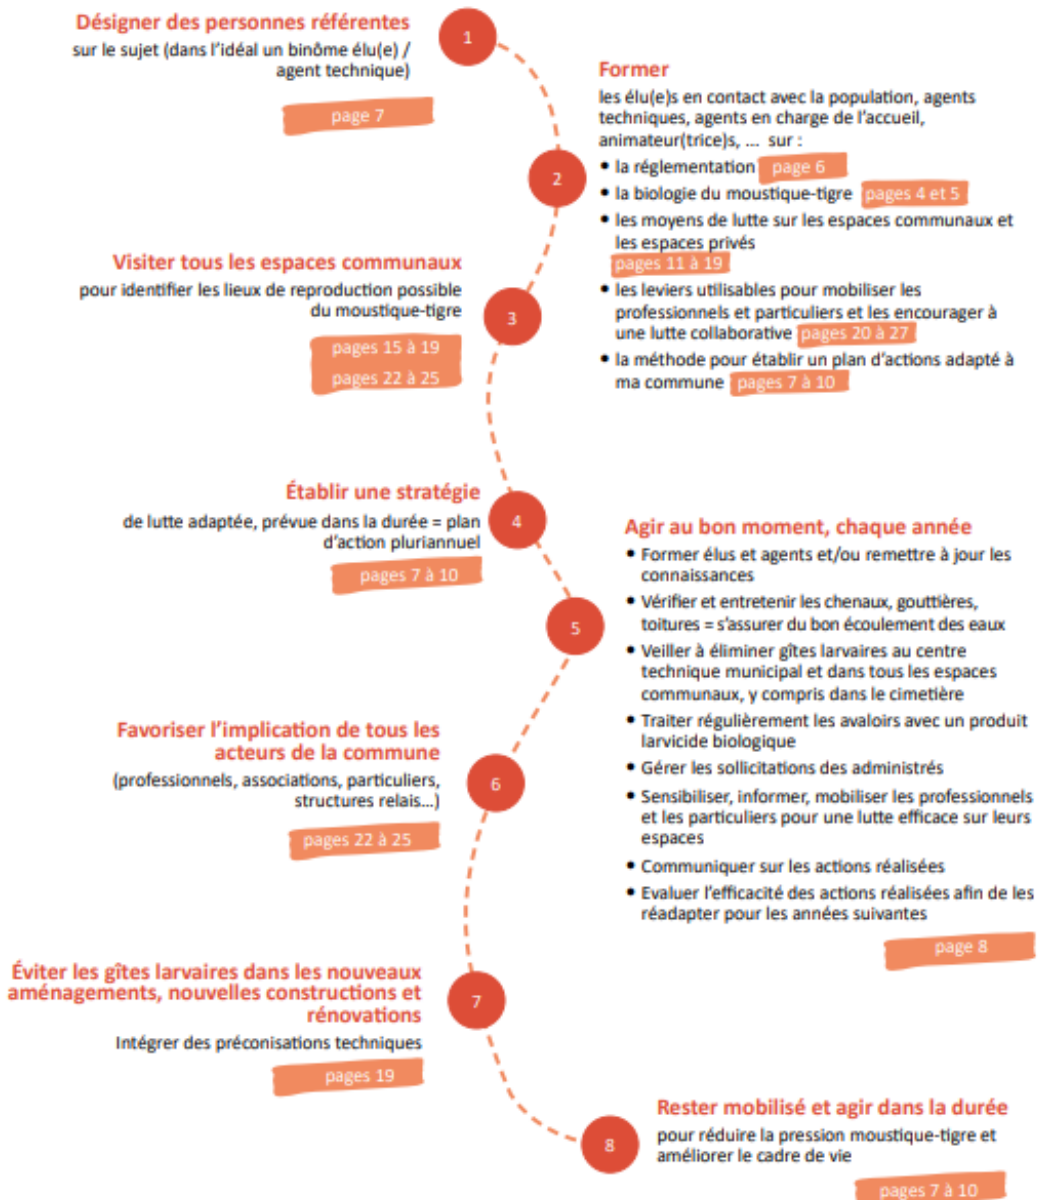 Désigner des personnes référentes
sur le sujet (dans l'idéal un binôme élu(e) /
agent technique)
page 7
1
Former
les élu(e)s en contact avec la population, agents
techniques, agents en charge de l'accueil,
animateur(trice)s, ... sur :
• la réglementation page 6
• la biologie du moustique-tigre pages 4 et 5
• les moyens de lutte sur les espaces communaux et
les espaces privés
pages 11 à 19
• les leviers utilisables pour mobiliser les
professionnels et particuliers et les encourager à
une lutte collaborative pages 20 à 27
• la méthode pour établir un plan d'actions adapté à
ma commune pages 7 à 10
2
Visiter tous les espaces communaux
pour identifier les lieux de reproduction possible
du moustique-tigre
pages 15 à 19
pages 22 à 25
3
Établir une stratégie
de lutte adaptée, prévue dans la durée = plan
d'action pluriannuel
pages 7 à 10
4
Agir au bon moment, chaque année
• Former élus et agents et/ou remettre à jour les
connaissances
• Vérifier et entretenir les chenaux, gouttières,
toitures = s'assurer du bon écoulement des eaux
• Veiller à éliminer gîtes larvaires au centre
technique municipal et dans tous les espaces
communaux, y compris dans le cimetière
• Traiter régulièrement les avaloirs avec un produit
larvicide biologique
• Gérer les sollicitations des administrés
• Sensibiliser, informer, mobiliser les professionnels
et les particuliers pour une lutte efficace sur leurs
espaces
• Communiquer sur les actions réalisées
• Evaluer l'efficacité des actions réalisées afin de les
réadapter pour les années suivantes
page 8
5
Favoriser l'implication de tous les
acteurs de la commune
(professionnels, associations, particuliers,
structures relais...)
pages 22 à 25
6
Éviter les gîtes larvaires dans les nouveaux
aménagements, nouvelles constructions et
rénovations
Intégrer des préconisations techniques
pages 19
7
Rester mobilisé et agir dans la durée
pour réduire la pression moustique-tigre et
améliorer le cadre de vie
pages 7 à 10
8